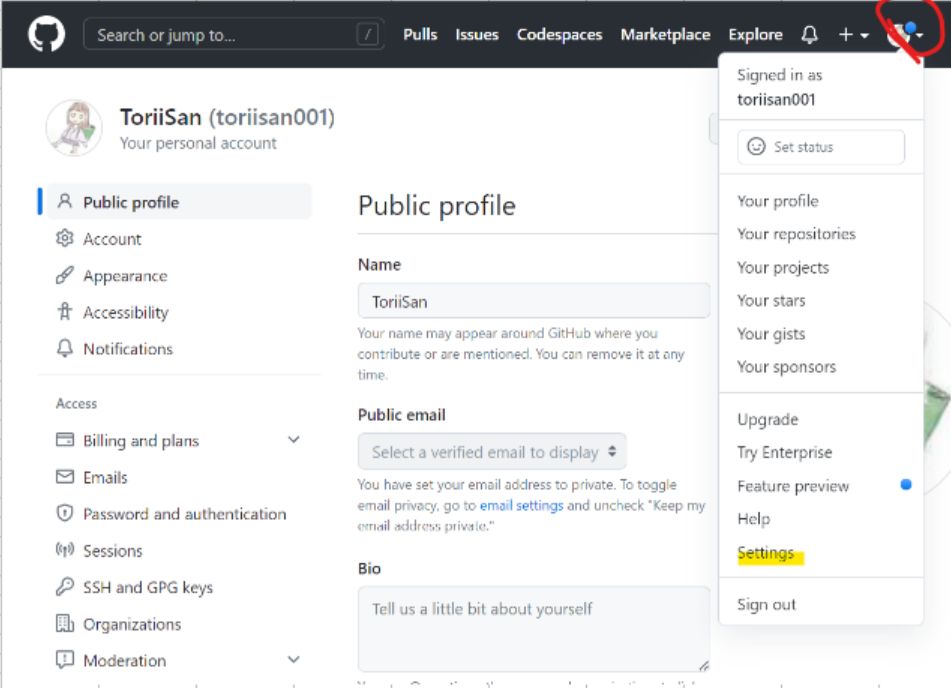 Search or jump to... /
Pulls Issues Codespaces Marketplace Explore
ToriiSan (toriisan001)
Your personal account
Public profile
Account
Appearance
Accessibility
Notifications
Access
Billing and plans
Emails
Password and authentication
Sessions
SSH and GPG keys
Organizations
Moderation
Public profile
Name
ToriiSan
Your name may appear around GitHub where you
contribute or are mentioned. You can remove it at any
time.
Public email
Select a verified email to display
You have set your email address to private. To toggle
email privacy, go to email settings and uncheck "Keep my
email address private."
Bio
Tell us a little bit about yourself
Signed in as
toriisan001
Set status
Your profile
Your repositories
Your projects
Your stars
Your gists
Your sponsors
Upgrade
Try Enterprise
Feature preview
Help
Settings
Sign out